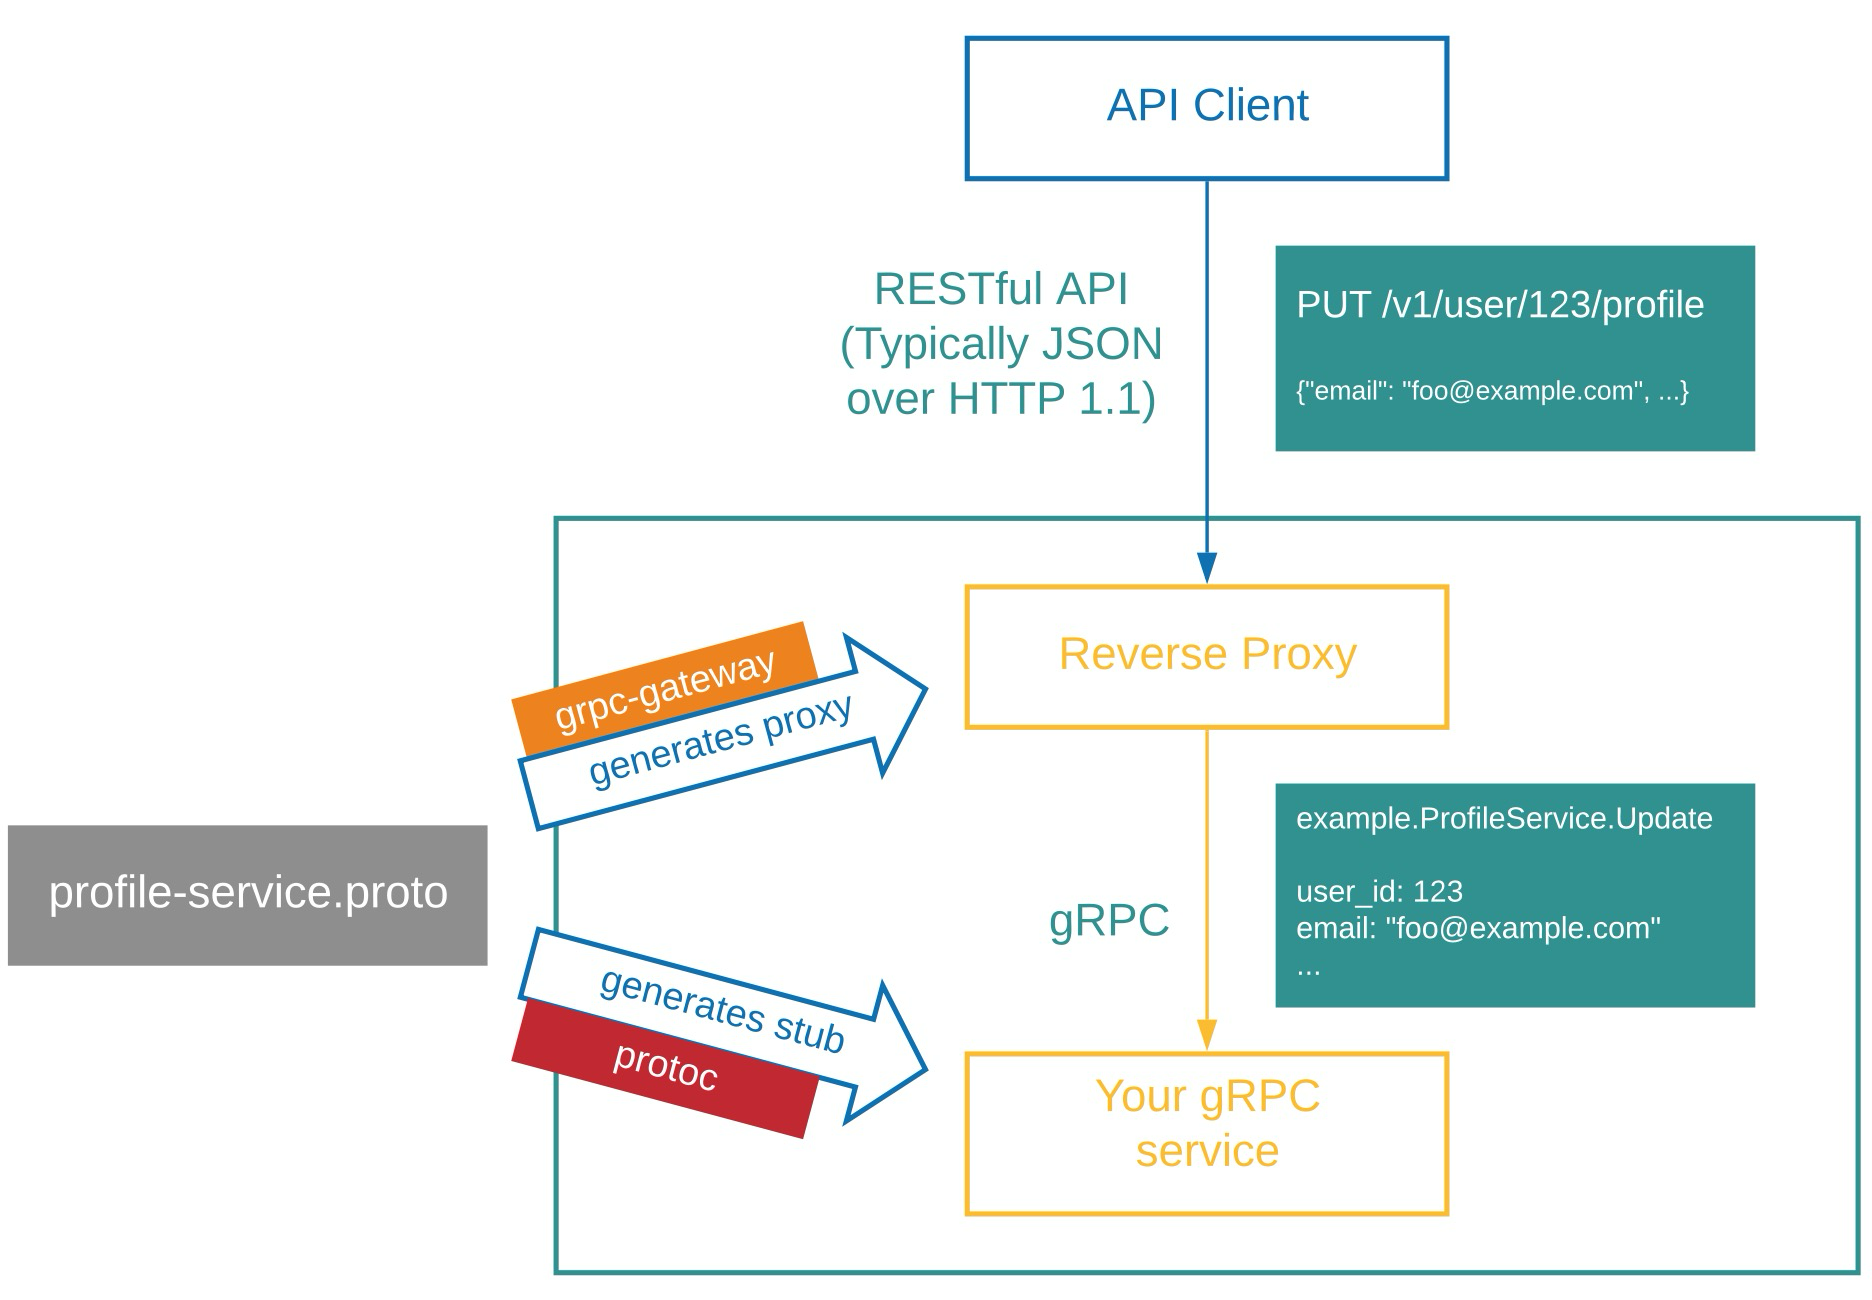 API Client
RESTful API
(Typically JSON
over HTTP 1.1)
PUT /v1/user/123/profile
{"email": "foo@example.com", ...}
Reverse Proxy
grpc-gateway
generates proxy
profile-service.proto
generates stub
protoc
gRPC
example.ProfileService.Update
user_id: 123
email: "foo@example.com"
...
Your gRPC
service